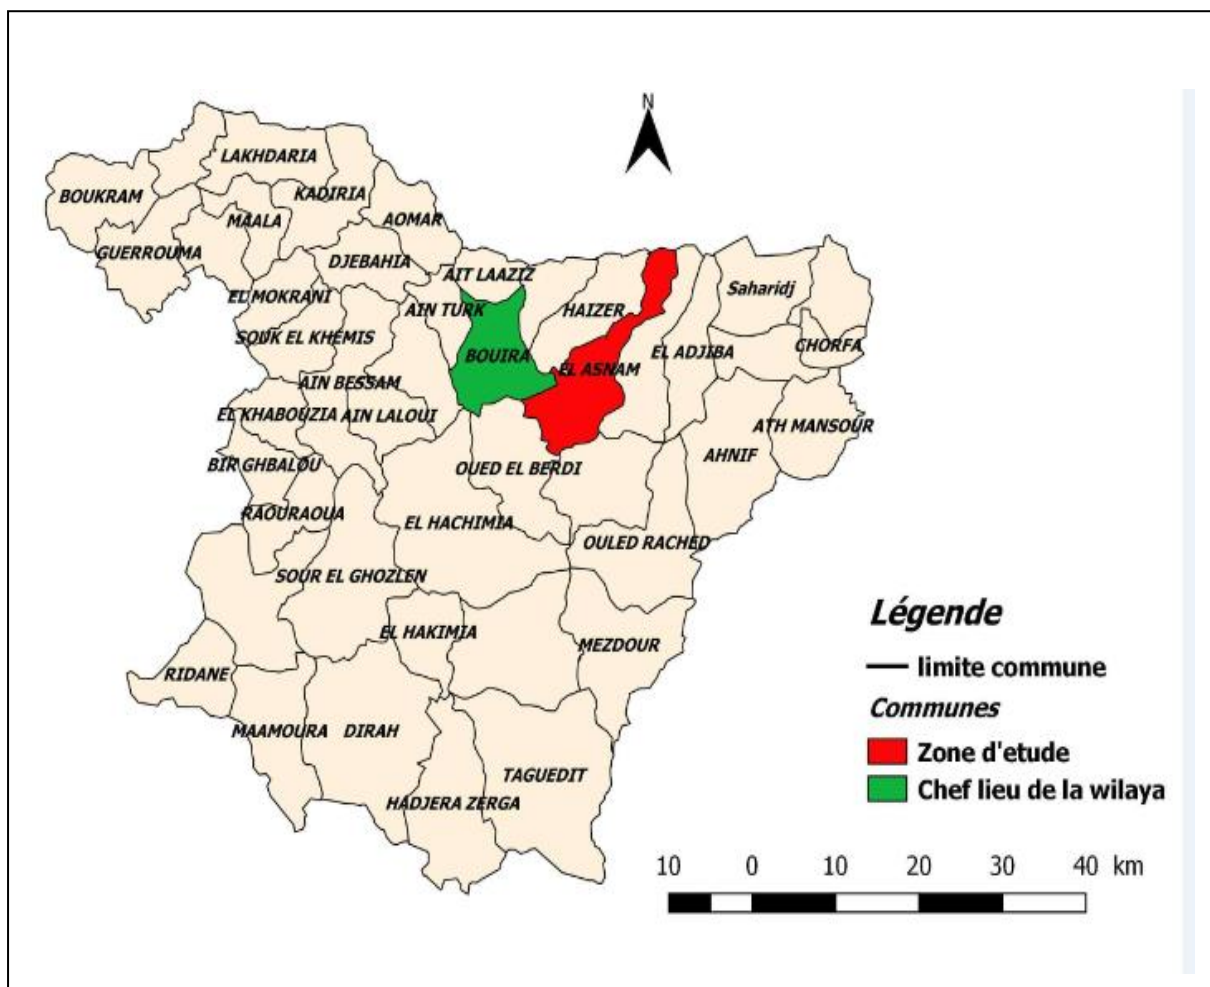 N
LAKHDARIA
BOUKRAM
KADIRIA
MAALA
AOMAR
GUERROUMA
DJEBAHIA
AIT LAAZIZ
Saharidj
EL MOKRANI
AIN TURK
HAIZER
SOUK EL KHEMIS
BOUIRA
EL ADJIBA
CHORFA
EL ASNAM
AIN BESSAM
EL KHABOUZIA
AIN LALOUI
ATH MANSOUR
AHNIF
BIR GHBALOU
OUED EL BERDI
RAOURAOUA
EL HACHIMIA
OULED RACHED
SOUR EL GHOZLEN
EL HAKIMIA
MEZDOUR
RIDANE
MAAMOURA
DIRAH
TAGUEDIT
HADJERA ZERGA
Légende
limite commune
Communes
Zone d'etude
Chef lieu de la wilaya
10 0 10 20 30 40 km